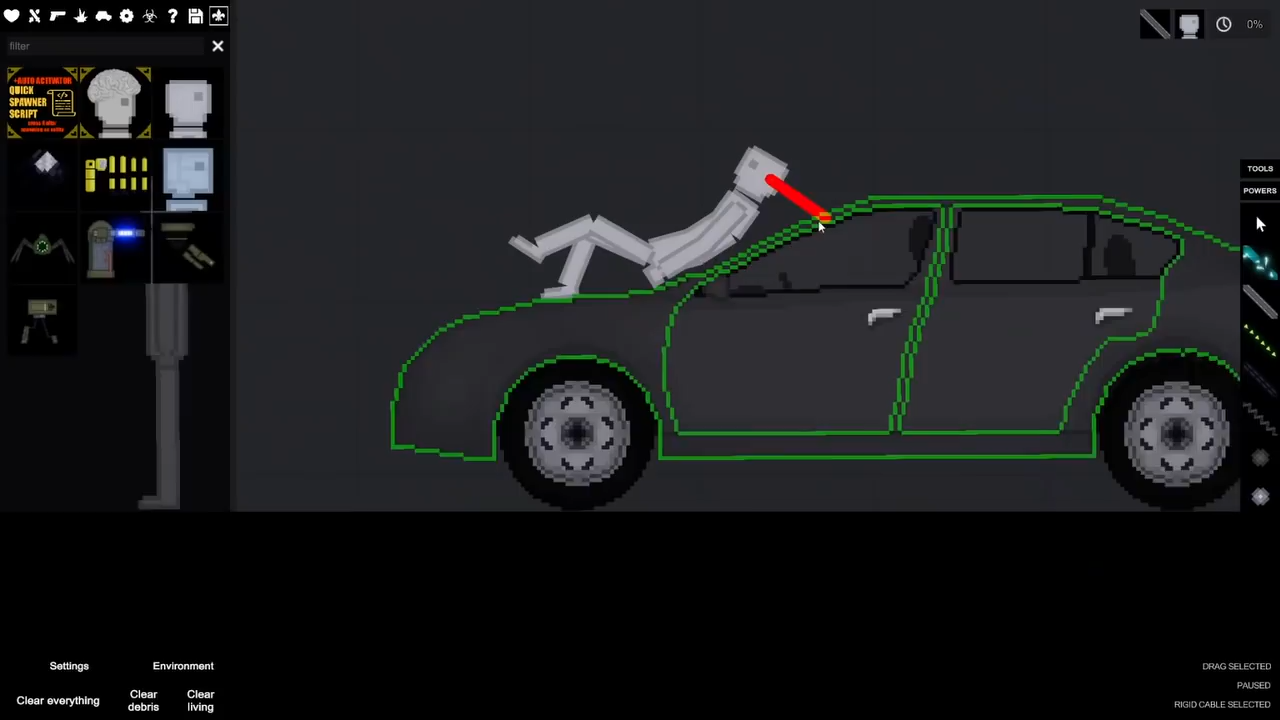 filter
+AUTO ACTIVATOR
QUICK
SPAWNER
SCRIPT
0%
TOOLS
POWERS
Settings
Environment
Clear everything
Clear
debris
Clear
living
DRAG SELECTED
PAUSED
RIGID CABLE SELECTED